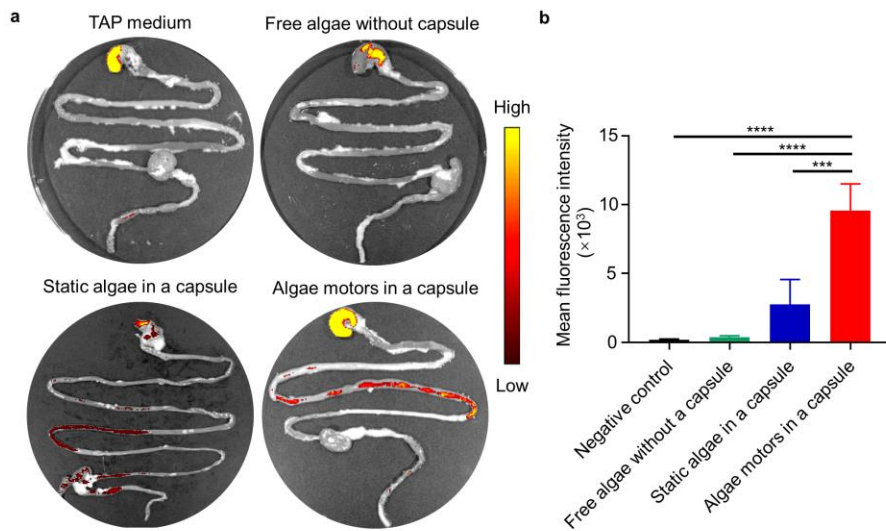 a
TAP medium
Free algae without capsule
Static algae in a capsule
Algae motors in a capsule
High
Low
b
Mean fluorescence intensity
(×10³)
15
10
5
0
****
****
***
Negative control
Free algae without a capsule
Static algae in a capsule
Algae motors in a capsule